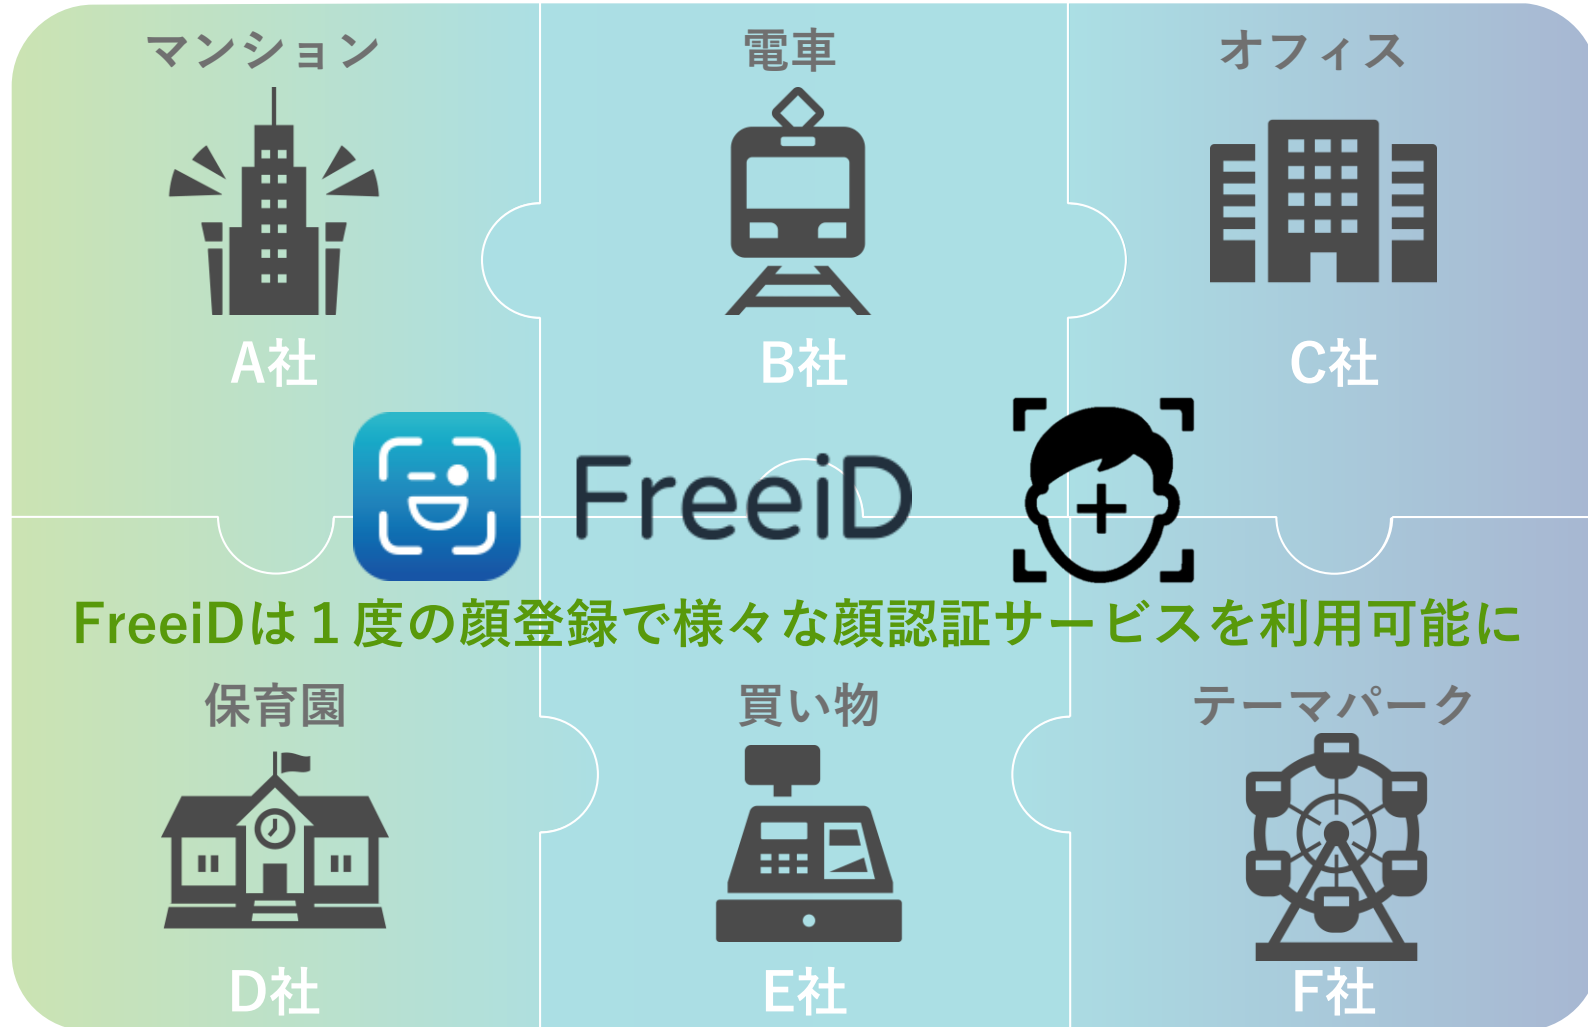 マンション
電車
オフィス
A社
B社
C社
FreeiD
FreeiDは１度の顔登録で様々な顔認証サービスを利用可能に
保育園
買い物
テーマパーク
D社
E社
F社